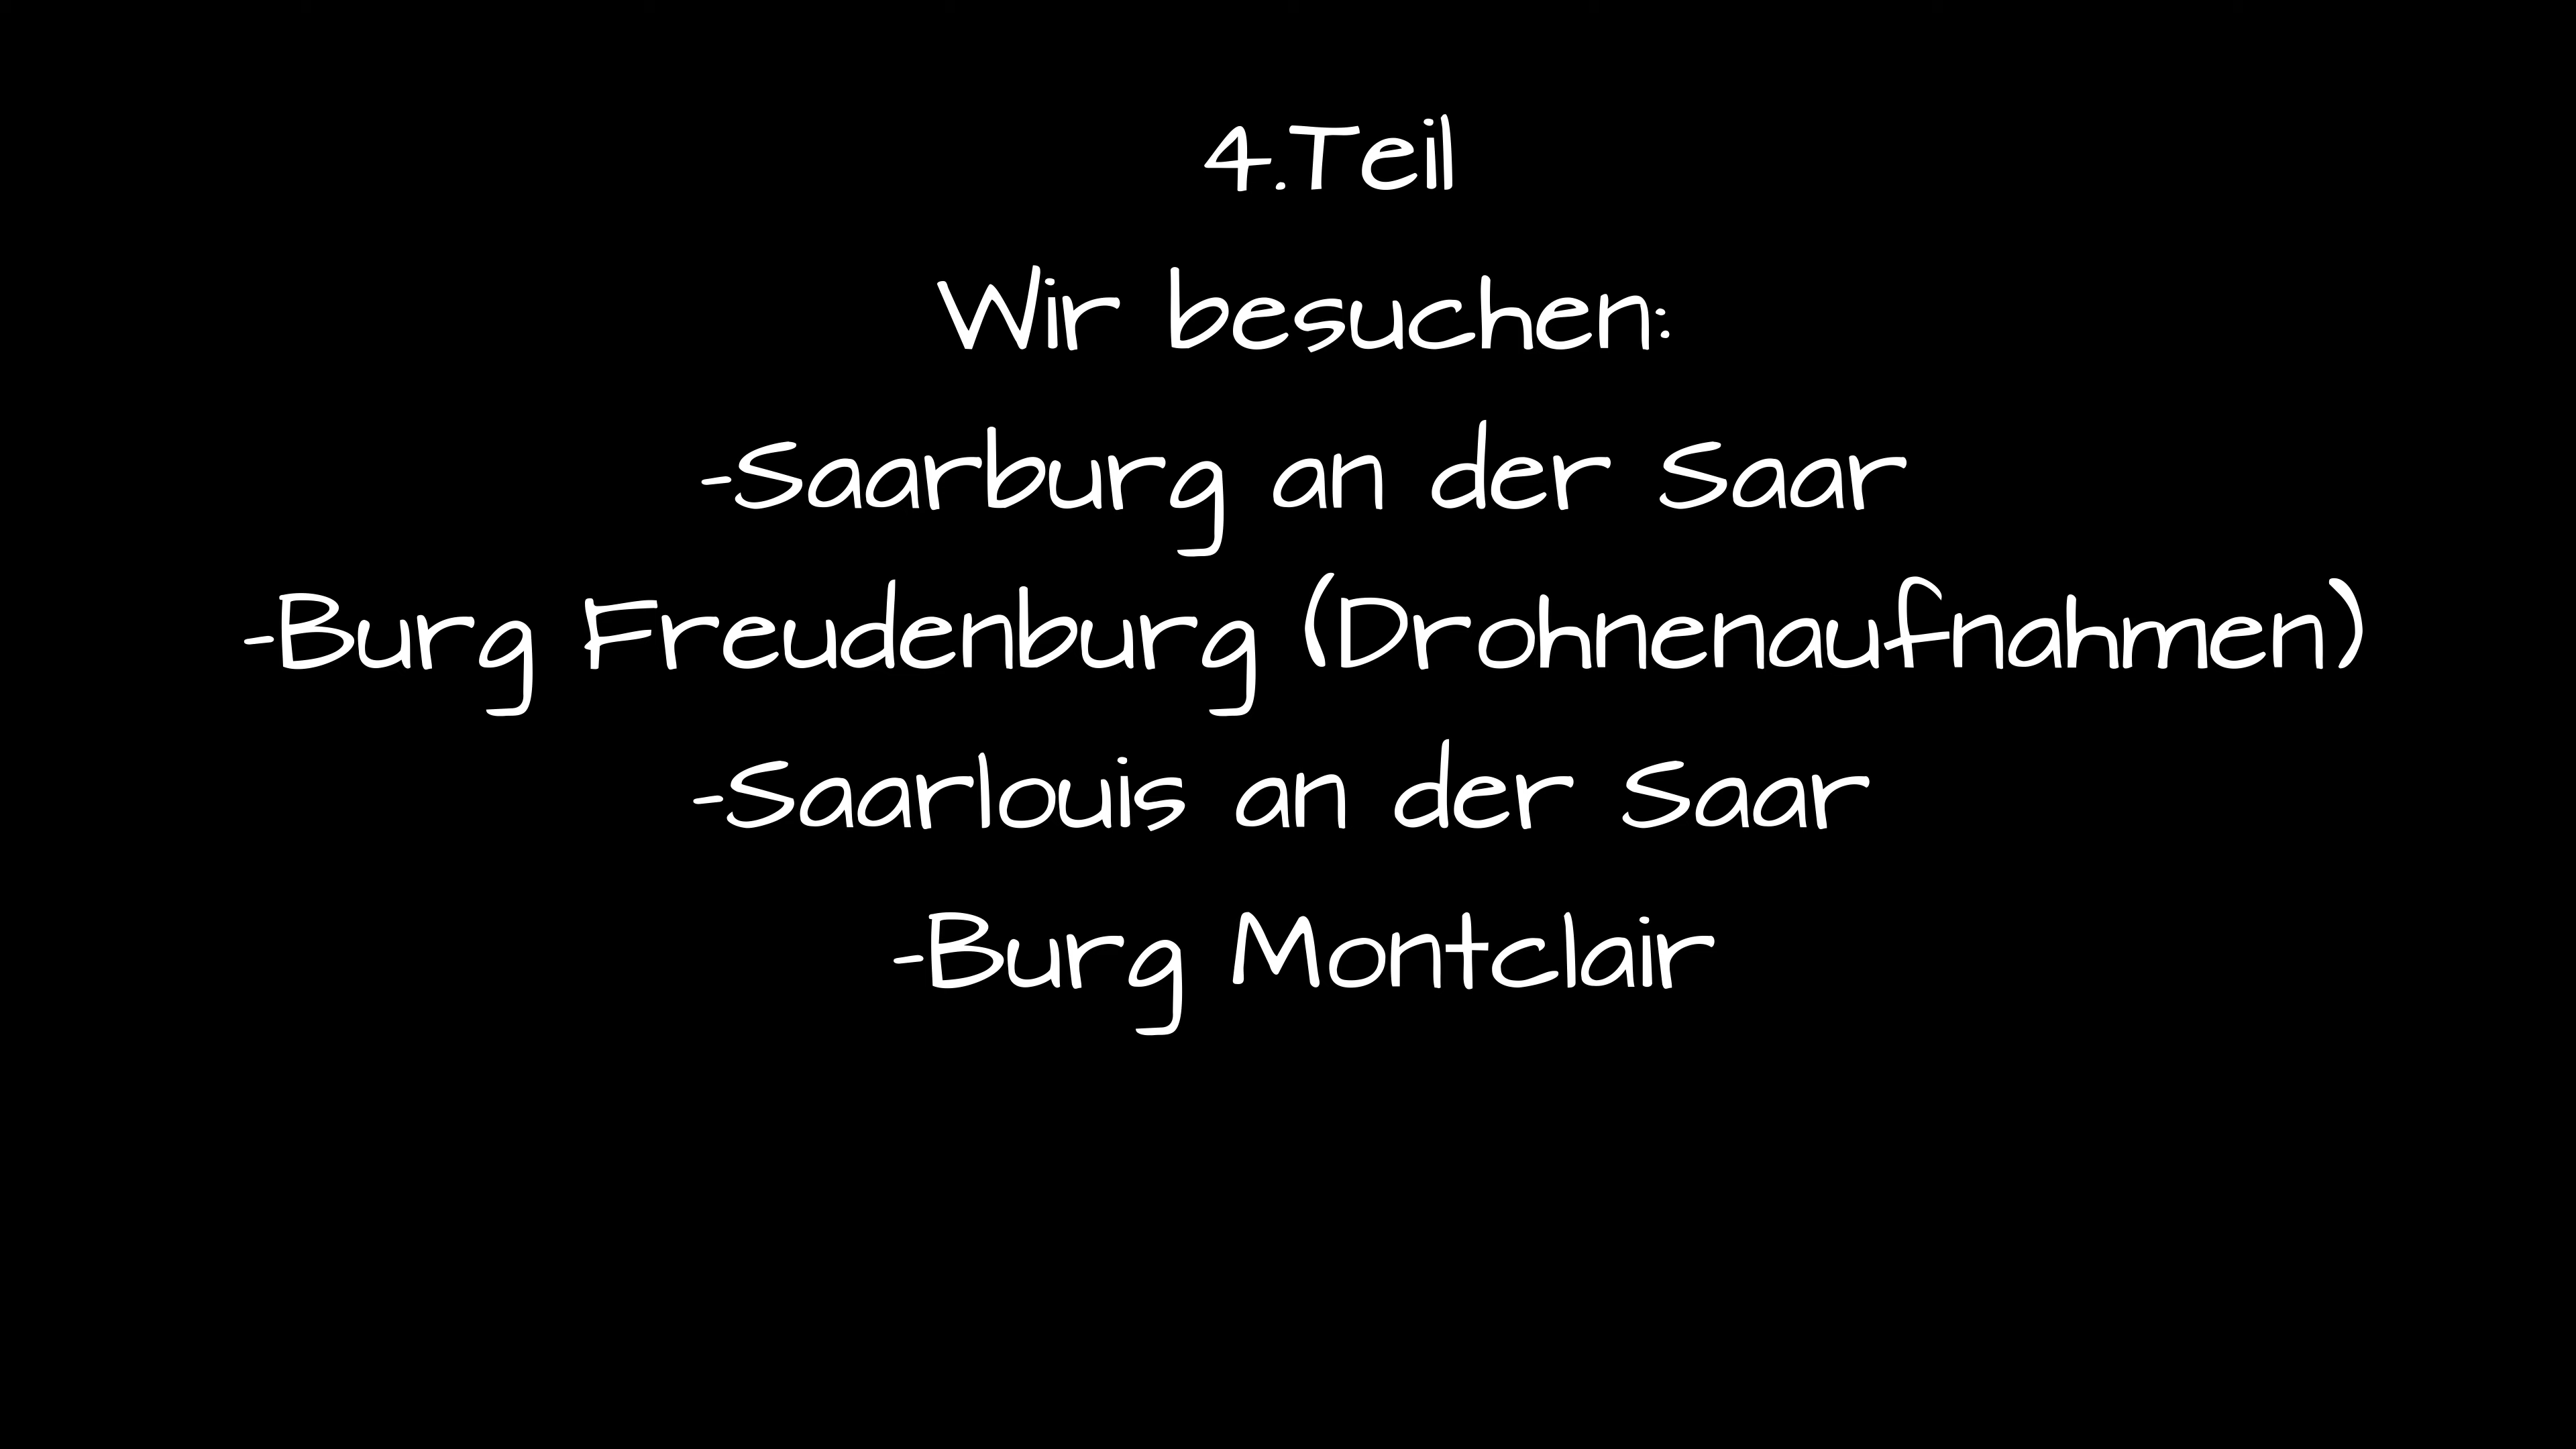 4.Teil
Wir besuchen:
-Saarburg an der Saar
-Burg Freudenburg (Drohnenaufnahmen)
-Saarlouis an der Saar
-Burg Montclair